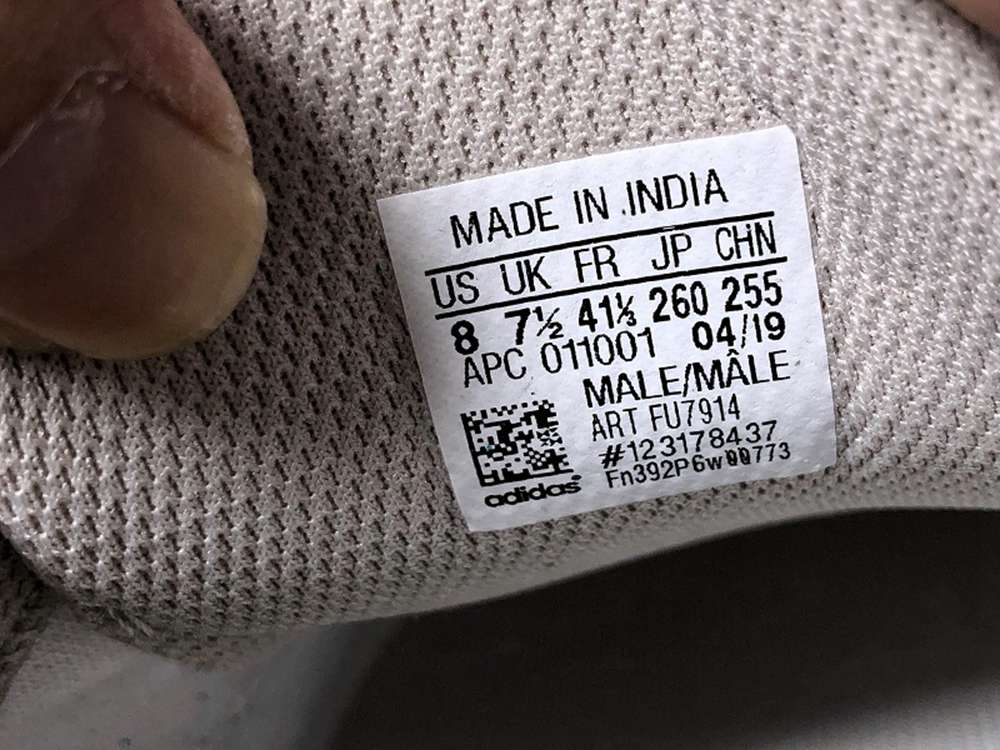 MADE IN INDIA
US UK FR JP CHN
8 7½ 41⅓ 260 255
APC 011001 04/19
MALE/MÂLE
ART FU7914
#123178437
Fn392P6w00773
adidas